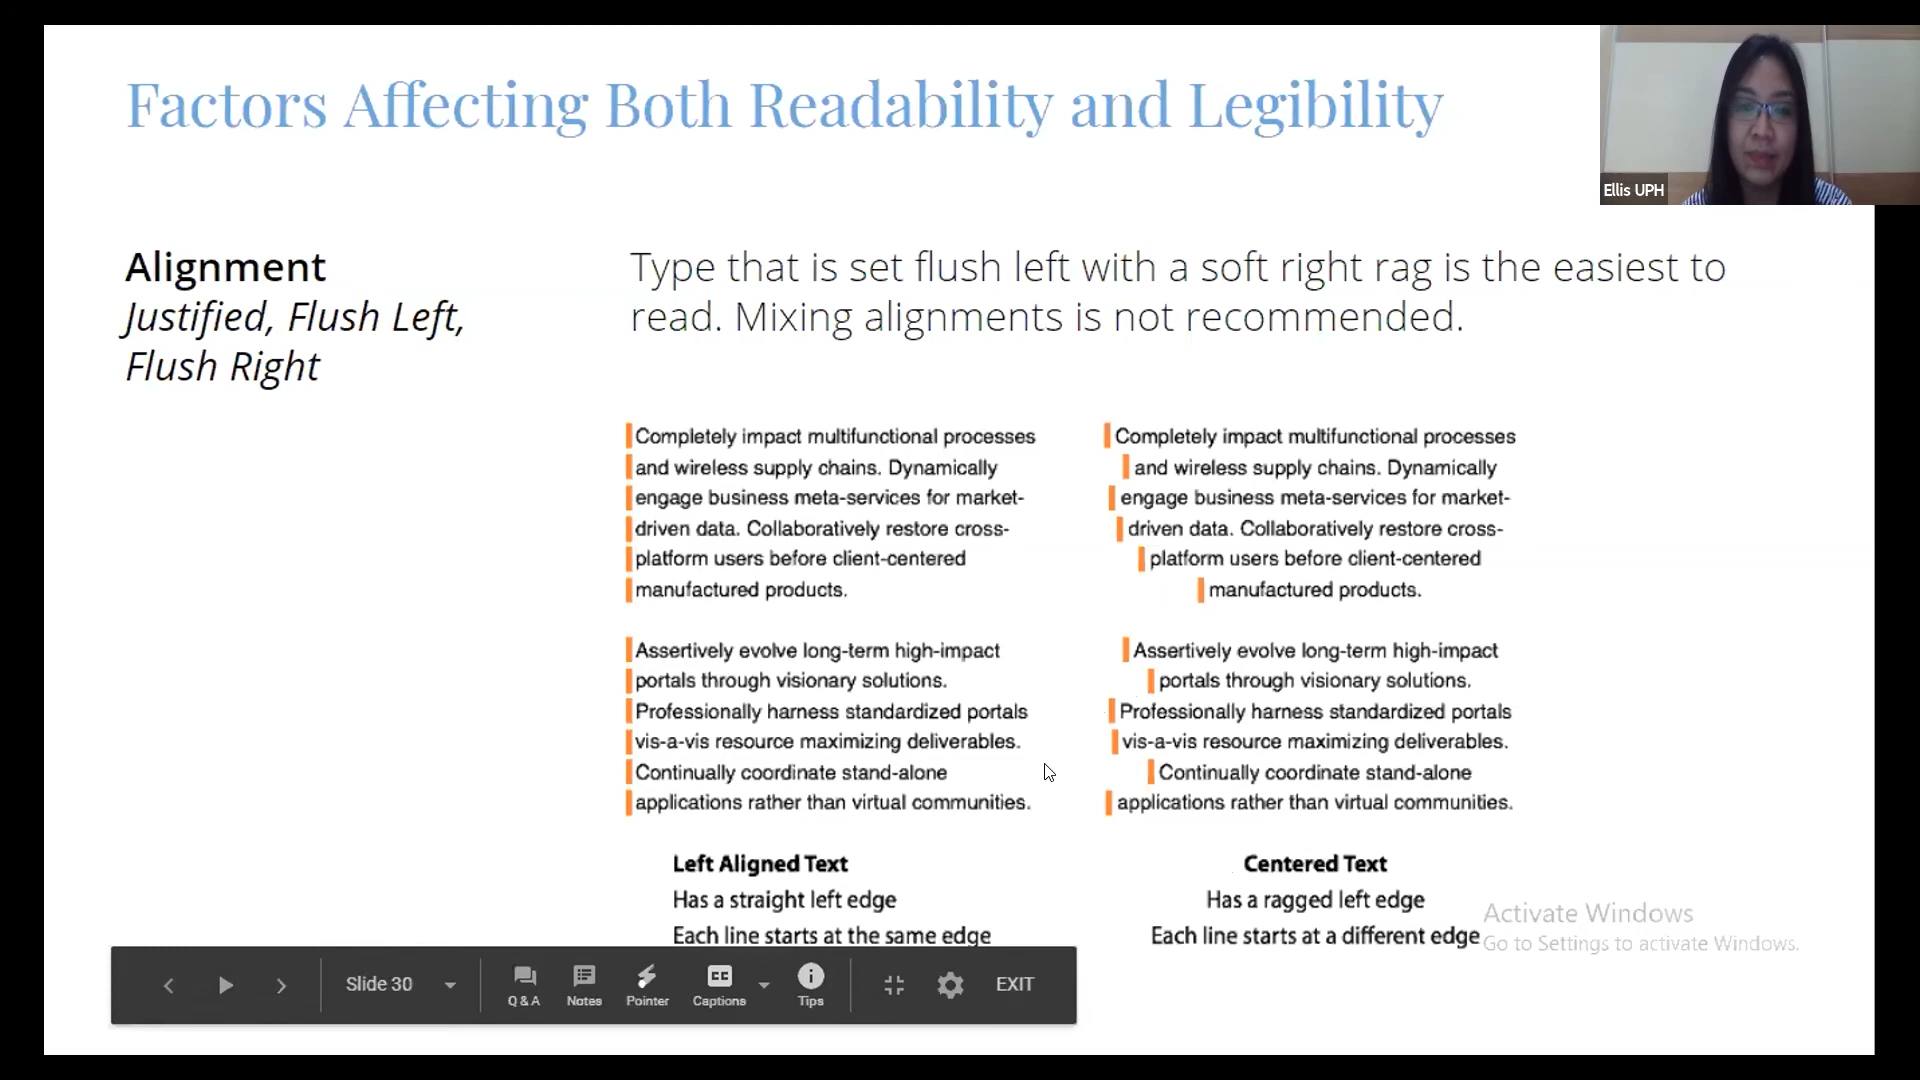 Factors Affecting Both Readability and Legibility
Ellis UPH
Alignment
Justified, Flush Left,
Flush Right
Type that is set flush left with a soft right rag is the easiest to
read. Mixing alignments is not recommended.
Completely impact multifunctional processes
and wireless supply chains. Dynamically
engage business meta-services for market-
driven data. Collaboratively restore cross-
platform users before client-centered
manufactured products.
Assertively evolve long-term high-impact
portals through visionary solutions.
Professionally harness standardized portals
vis-a-vis resource maximizing deliverables.
Continually coordinate stand-alone
applications rather than virtual communities.
Left Aligned Text
Has a straight left edge
Each line starts at the same edge
Completely impact multifunctional processes
and wireless supply chains. Dynamically
engage business meta-services for market-
driven data. Collaboratively restore cross-
platform users before client-centered
manufactured products.
Assertively evolve long-term high-impact
portals through visionary solutions.
Professionally harness standardized portals
vis-a-vis resource maximizing deliverables.
Continually coordinate stand-alone
applications rather than virtual communities.
Centered Text
Has a ragged left edge
Each line starts at a different edge
Activate Windows
Go to Settings to activate Windows.
Slide 30
Q & A
Notes
Pointer
CC
Captions
Tips
EXIT